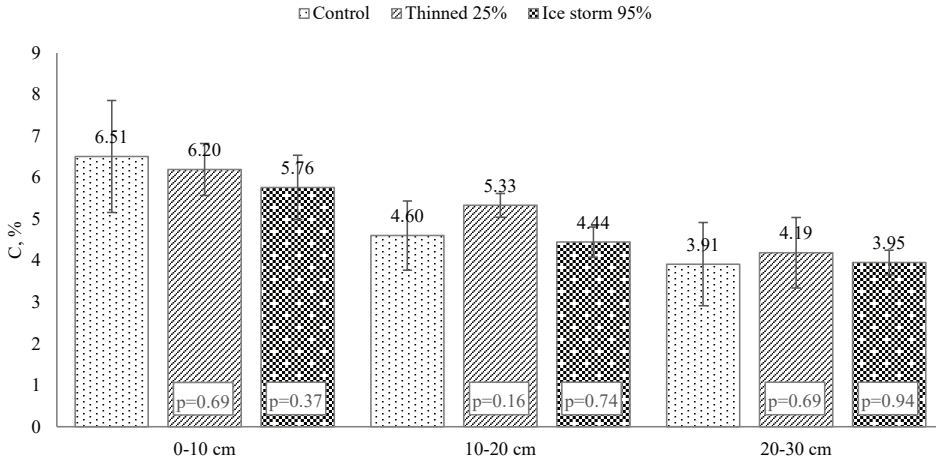 Control Thinned 25% Ice storm 95%
9
8
7
6
5
4
3
2
1
0
C, %
6.51
6.20
5.76
4.60
5.33
4.44
3.91
4.19
3.95
p=0.69
p=0.37
p=0.16
p=0.74
p=0.69
p=0.94
0-10 cm
10-20 cm
20-30 cm